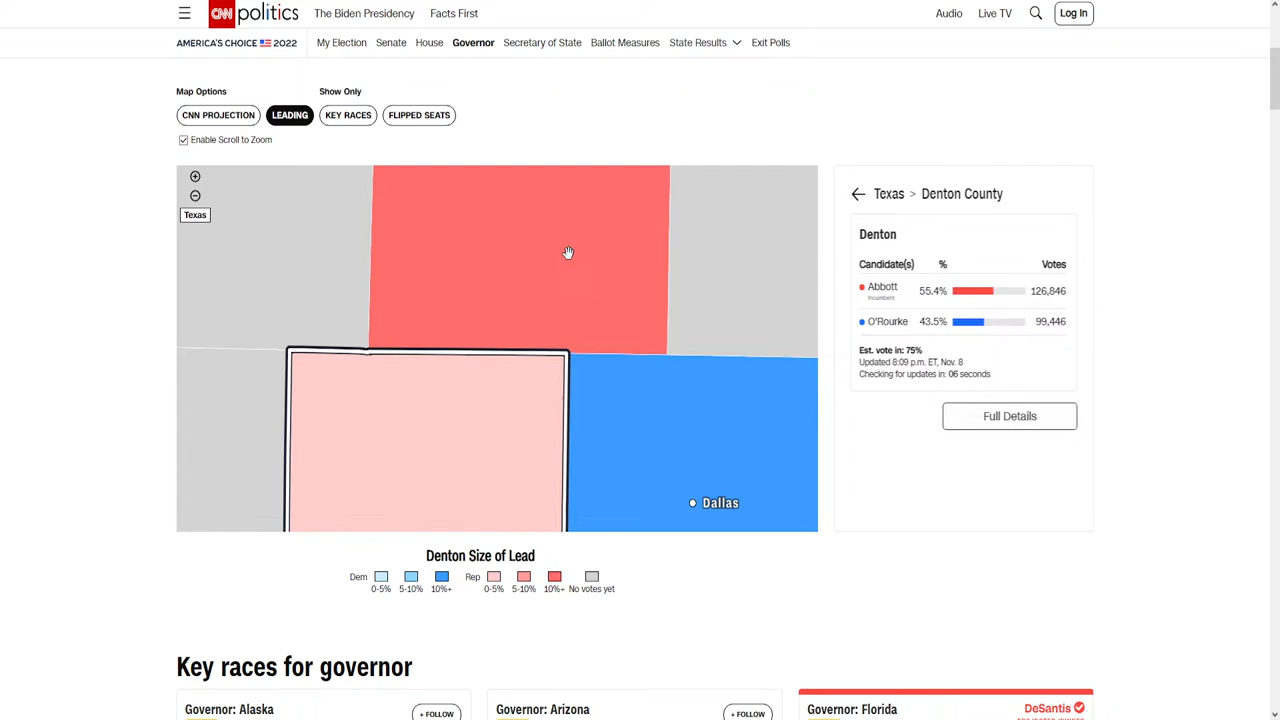 CNN politics The Biden Presidency Facts First Audio Live TV Log In
AMERICA'S CHOICE 2022 My Election Senate House Governor Secretary of State Ballot Measures State Results Exit Polls
Map Options Show Only
CNN PROJECTION LEADING KEY RACES FLIPPED SEATS
Enable Scroll to Zoom
Texas
Dallas
Texas > Denton County
Denton
Candidate(s) % Votes
Abbott 55.4% 126,846
Incumbent
O'Rourke 43.5% 99,446
Est. vote in: 75%
Updated 8:09 p.m. ET, Nov. 8
Checking for updates in: 06 seconds
Full Details
Denton Size of Lead
Dem Rep
0-5% 5-10% 10%+ 0-5% 5-10% 10%+ No votes yet
Key races for governor
Governor: Alaska + FOLLOW
Governor: Arizona + FOLLOW
Governor: Florida DeSantis
PROJECTED WINNER